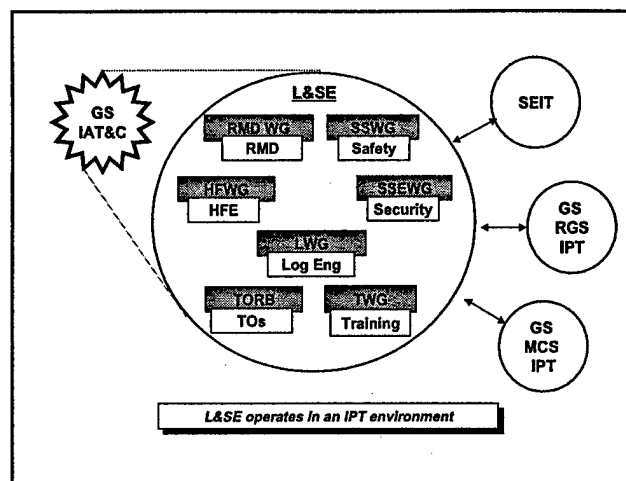 L&SE
GS
IAT&C
SEIT
RMD WG
RMD
SSWG
Safety
HFWG
HFE
SSEWG
Security
GS
RGS
IPT
LWG
Log Eng
TORB
TOs
TWG
Training
GS
MCS
IPT
L&SE operates in an IPT environment